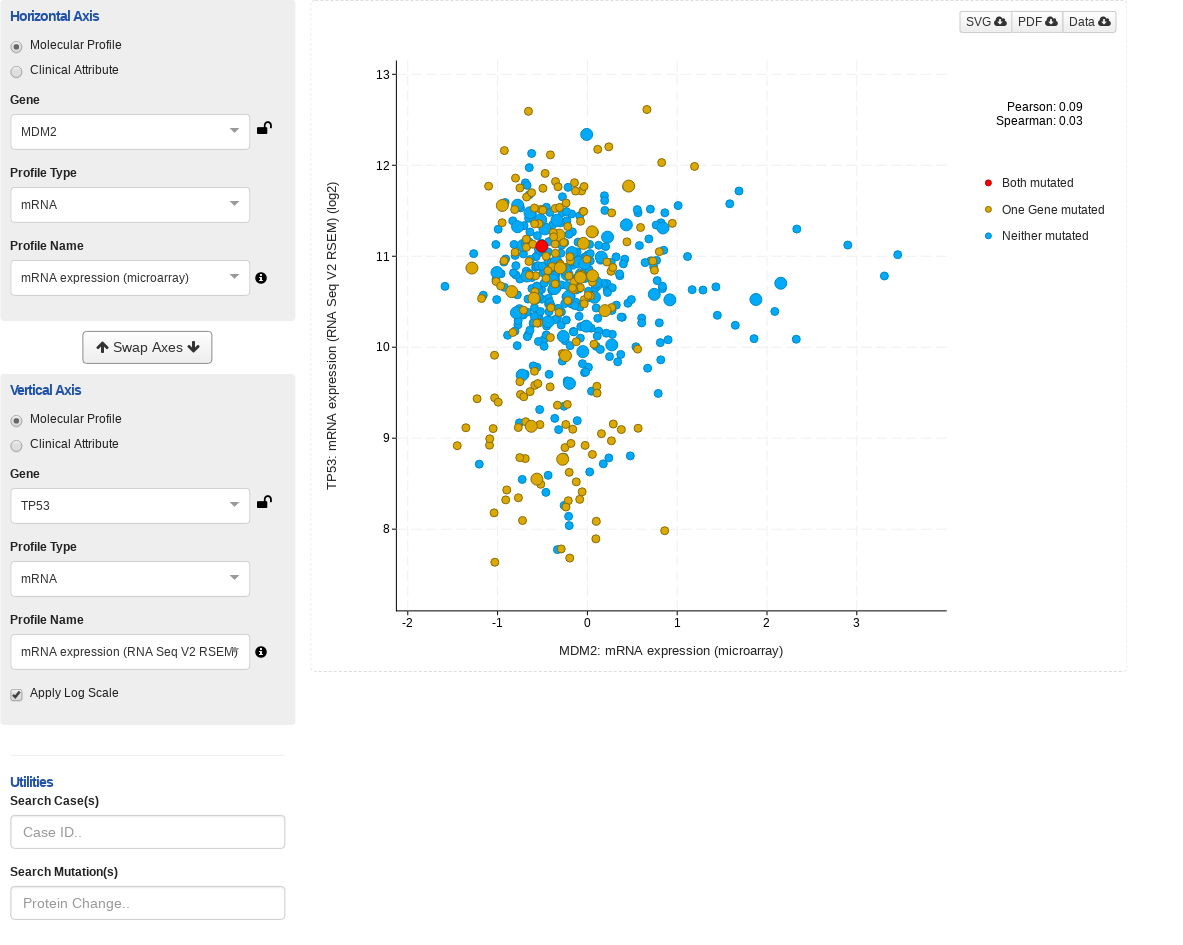 Horizontal Axis
Molecular Profile
Clinical Attribute
Gene
MDM2
Profile Type
mRNA
Profile Name
mRNA expression (microarray)
Swap Axes
Vertical Axis
Molecular Profile
Clinical Attribute
Gene
TP53
Profile Type
mRNA
Profile Name
mRNA expression (RNA Seq V2 RSEM)
Apply Log Scale
Utilities
Search Case(s)
Case ID..
Search Mutation(s)
Protein Change..
SVG PDF Data
Pearson: 0.09
Spearman: 0.03
Both mutated
One Gene mutated
Neither mutated
TP53: mRNA expression (RNA Seq V2 RSEM) (log2)
13
12
11
10
9
8
-2 -1 0 1 2 3
MDM2: mRNA expression (microarray)